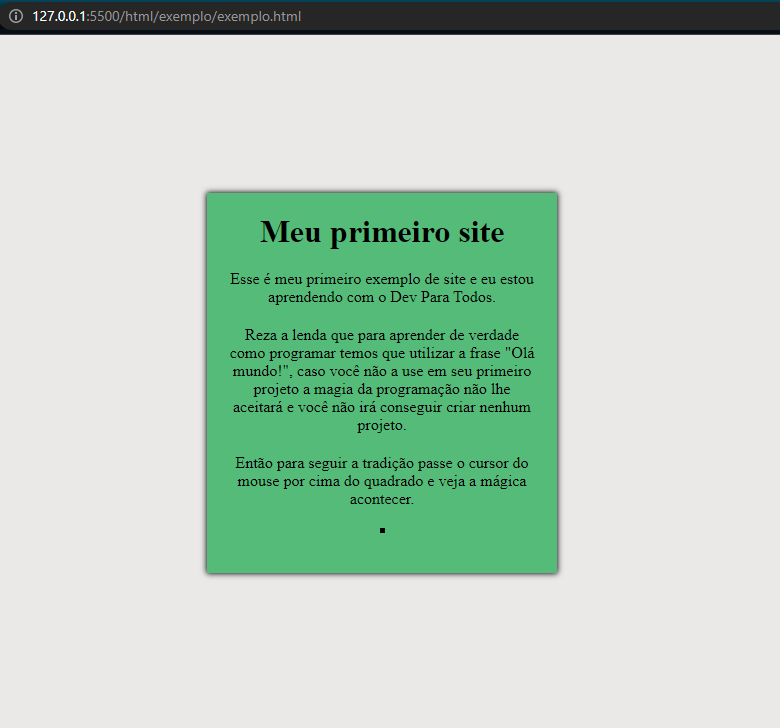 127.0.0.1:5500/html/exemplo/exemplo.html
Meu primeiro site
Esse é meu primeiro exemplo de site e eu estou
aprendendo com o Dev Para Todos.
Reza a lenda que para aprender de verdade
como programar temos que utilizar a frase "Olá
mundo!", caso você não a use em seu primeiro
projeto a magia da programação não lhe
aceitará e você não irá conseguir criar nenhum
projeto.
Então para seguir a tradição passe o cursor do
mouse por cima do quadrado e veja a mágica
acontecer.